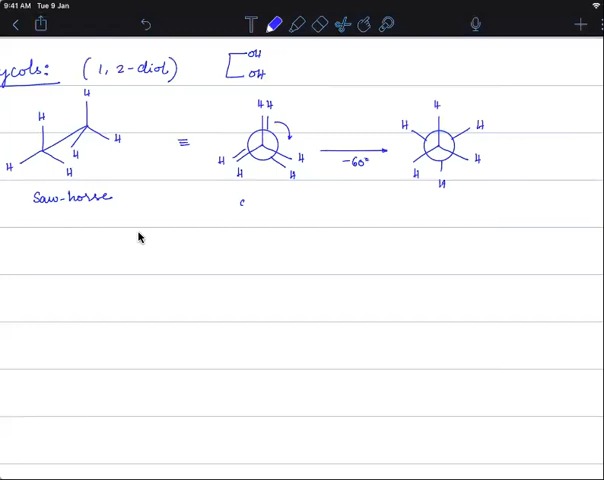 9:41 AM Tue 9 Jan
ycols: (1, 2-diol) OH
OH
H H H H H H H H H H H H
H H H H H H
≡ -60°
Saw-horse